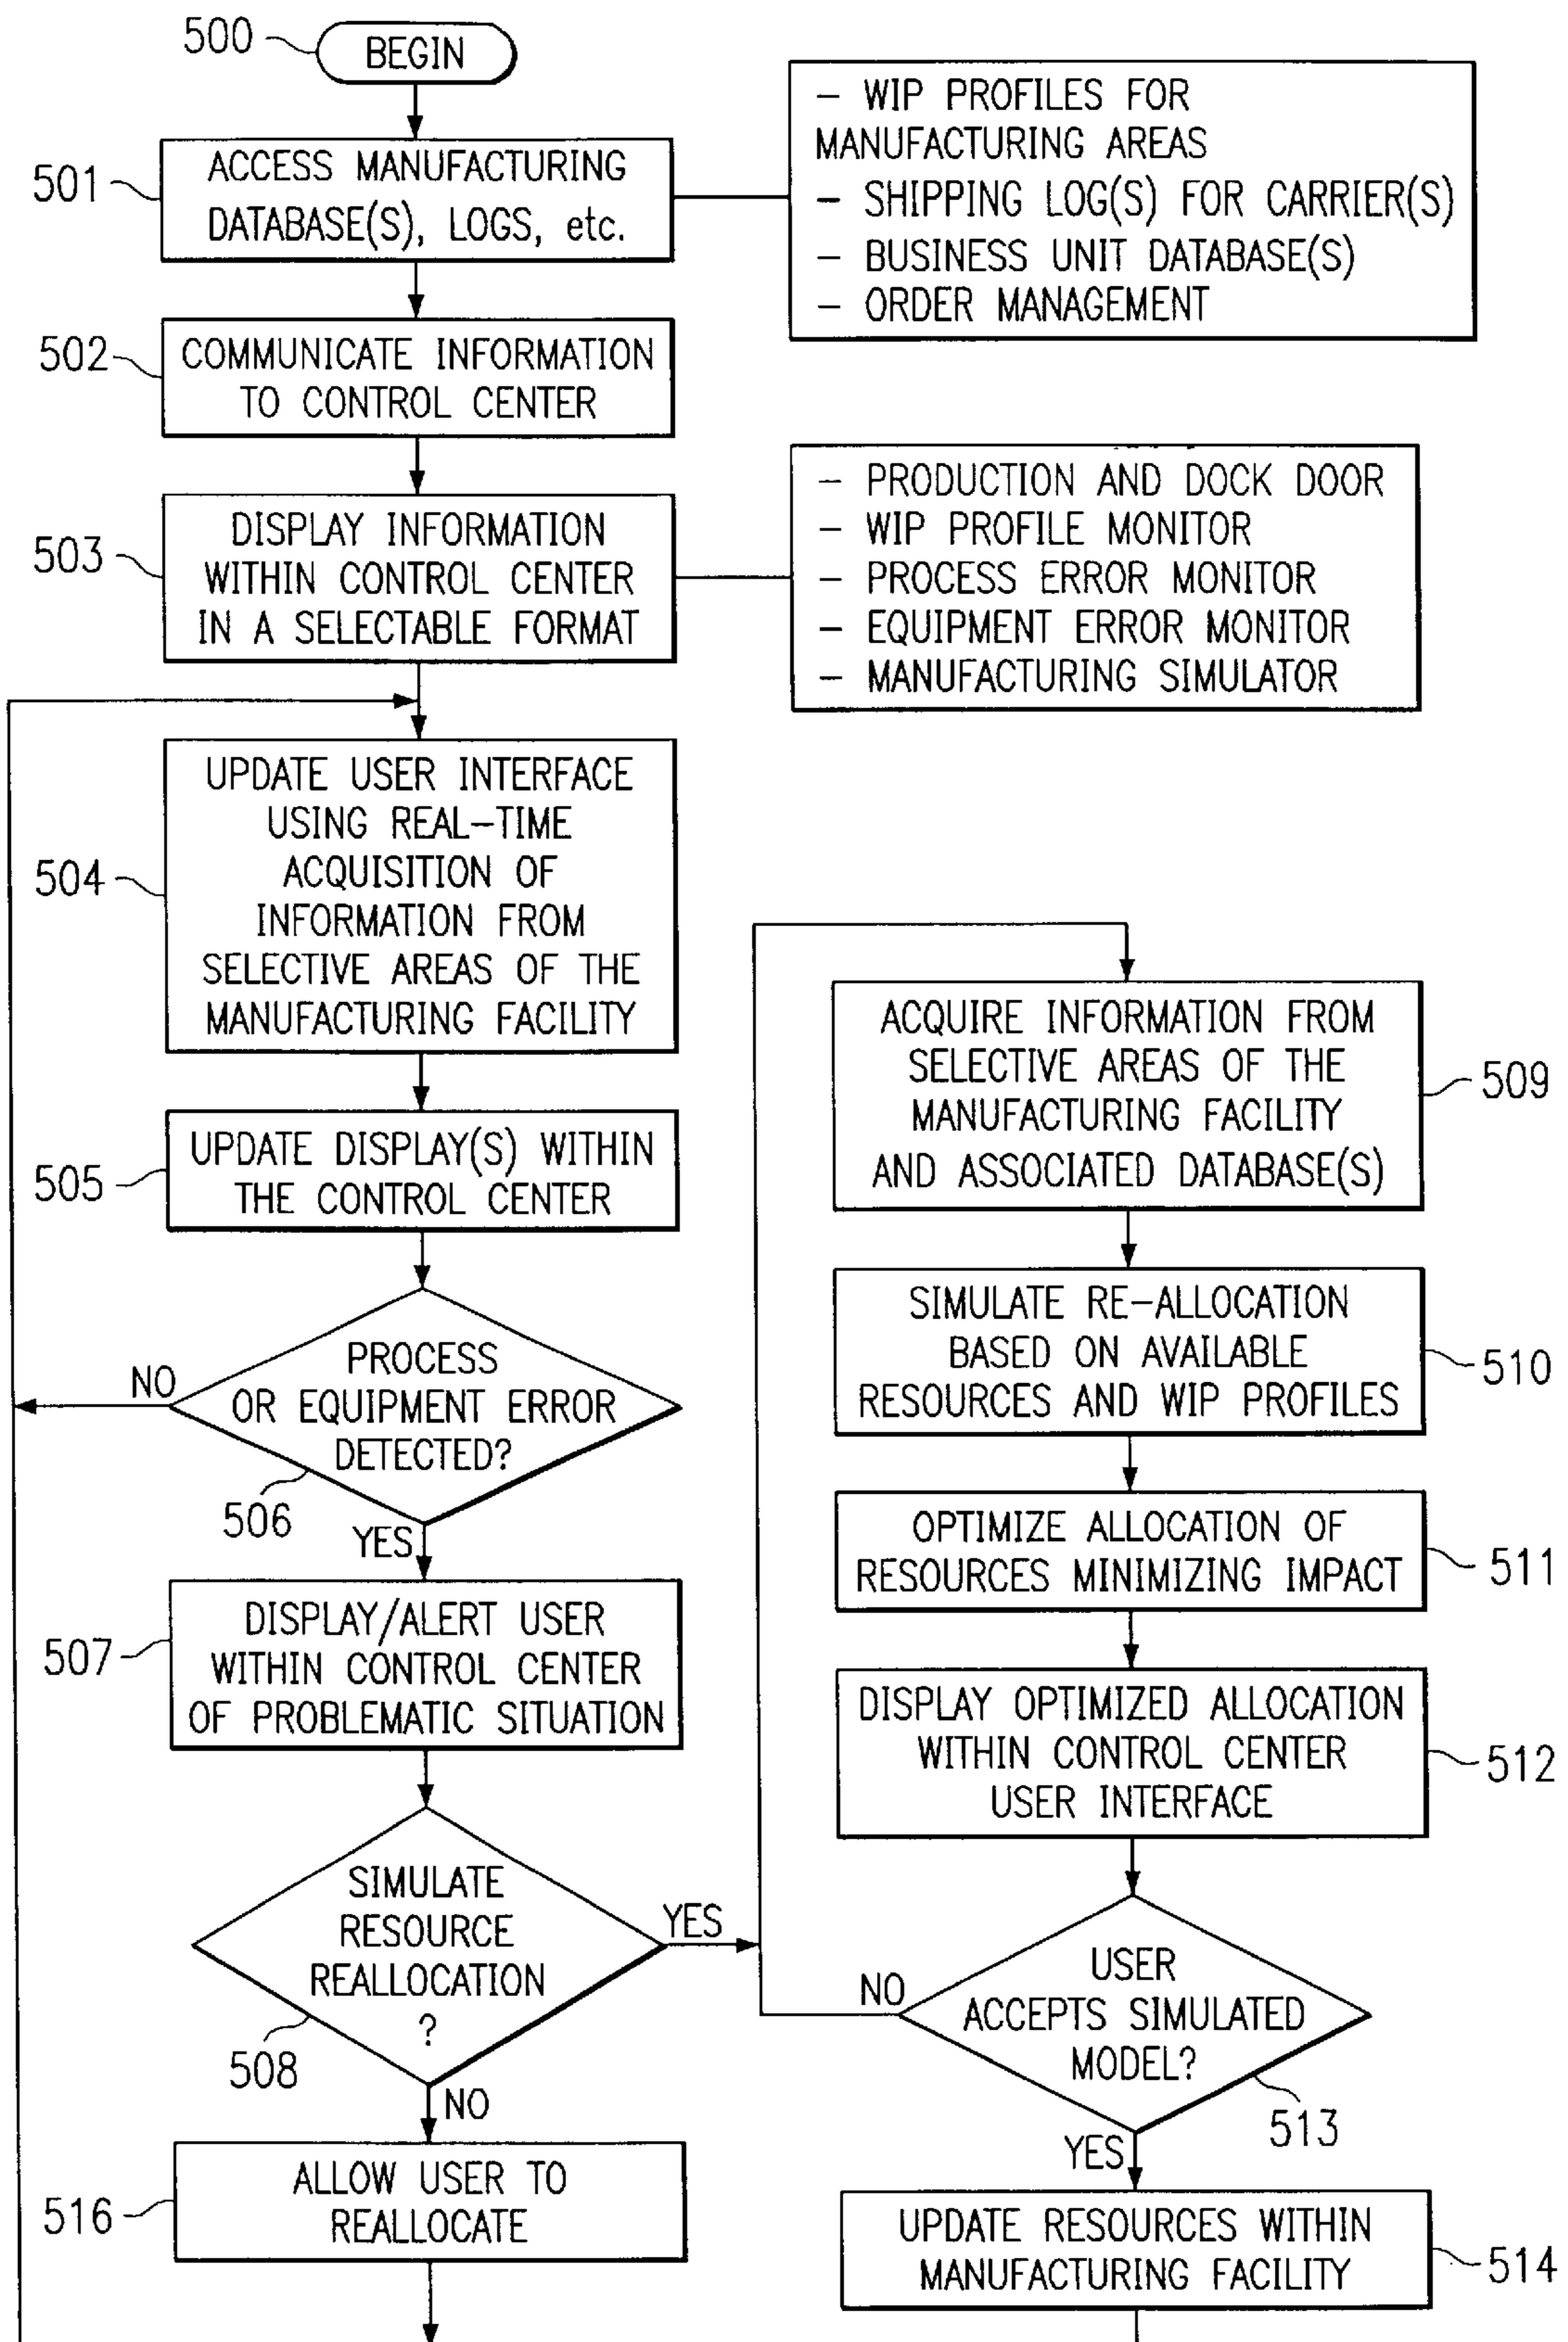 500
BEGIN
501
ACCESS MANUFACTURING
DATABASE(S), LOGS, etc.
– WIP PROFILES FOR
MANUFACTURING AREAS
– SHIPPING LOG(S) FOR CARRIER(S)
– BUSINESS UNIT DATABASE(S)
– ORDER MANAGEMENT
502
COMMUNICATE INFORMATION
TO CONTROL CENTER
503
DISPLAY INFORMATION
WITHIN CONTROL CENTER
IN A SELECTABLE FORMAT
– PRODUCTION AND DOCK DOOR
– WIP PROFILE MONITOR
– PROCESS ERROR MONITOR
– EQUIPMENT ERROR MONITOR
– MANUFACTURING SIMULATOR
504
UPDATE USER INTERFACE
USING REAL–TIME
ACQUISITION OF
INFORMATION FROM
SELECTIVE AREAS OF THE
MANUFACTURING FACILITY
505
UPDATE DISPLAY(S) WITHIN
THE CONTROL CENTER
NO
PROCESS
OR EQUIPMENT ERROR
DETECTED?
506
YES
507
DISPLAY/ALERT USER
WITHIN CONTROL CENTER
OF PROBLEMATIC SITUATION
SIMULATE
RESOURCE
REALLOCATION
?
508
YES
NO
516
ALLOW USER TO
REALLOCATE
ACQUIRE INFORMATION FROM
SELECTIVE AREAS OF THE
MANUFACTURING FACILITY
AND ASSOCIATED DATABASE(S)
509
SIMULATE RE–ALLOCATION
BASED ON AVAILABLE
RESOURCES AND WIP PROFILES
510
OPTIMIZE ALLOCATION OF
RESOURCES MINIMIZING IMPACT
511
DISPLAY OPTIMIZED ALLOCATION
WITHIN CONTROL CENTER
USER INTERFACE
512
NO
USER
ACCEPTS SIMULATED
MODEL?
513
YES
UPDATE RESOURCES WITHIN
MANUFACTURING FACILITY
514